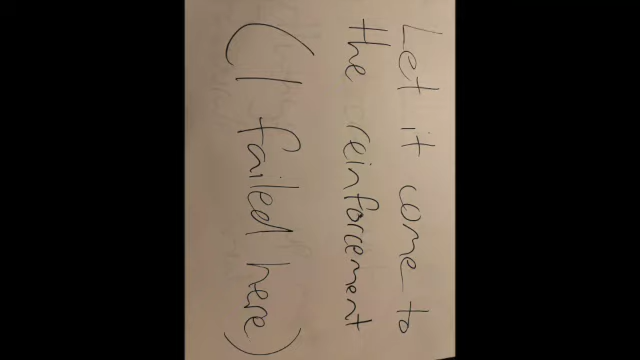 Let it come to
the reinforcement
(I failed here)